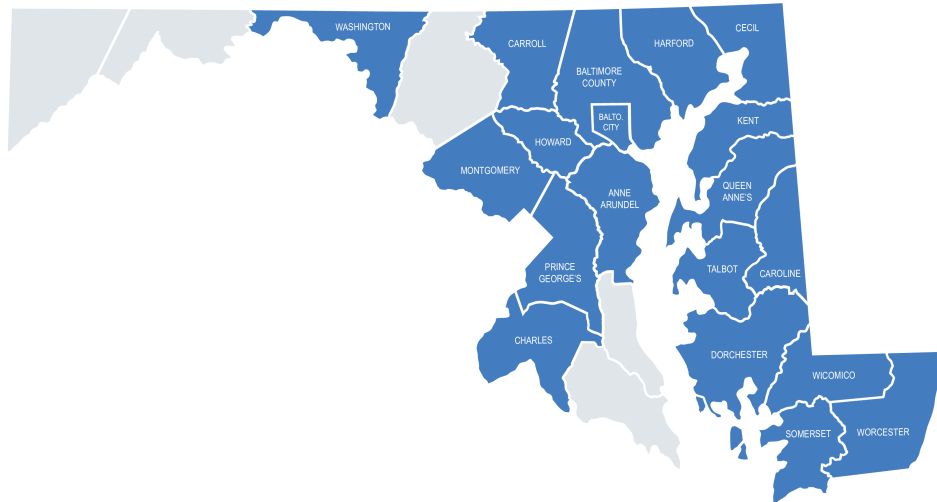 WASHINGTON
CARROLL
HARFORD
CECIL
BALTIMORE
COUNTY
BALTO.
CITY
KENT
HOWARD
MONTGOMERY
QUEEN
ANNE'S
ANNE
ARUNDEL
PRINCE
GEORGE'S
TALBOT
CAROLINE
CHARLES
DORCHESTER
WICOMICO
SOMERSET
WORCESTER